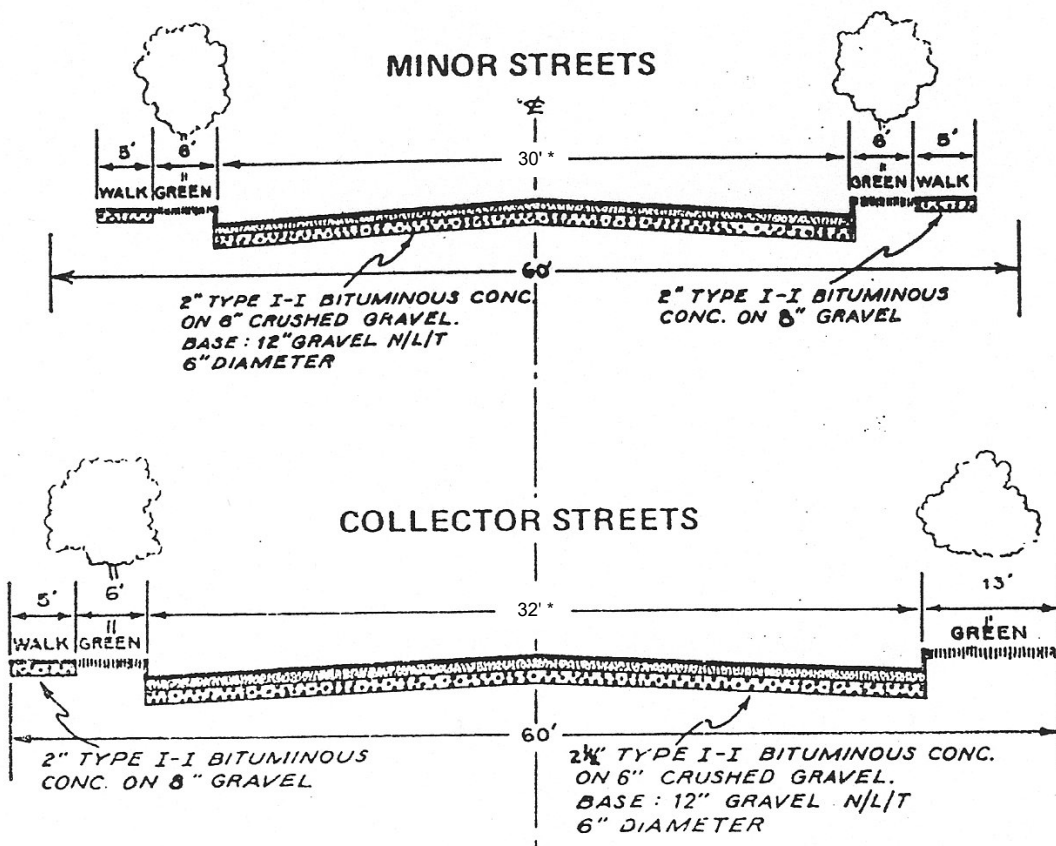 MINOR STREETS
℄
5' 6' 30' * 6' 5'
WALK GREEN GREEN WALK
60'
2" TYPE I-I BITUMINOUS CONC.
ON 6" CRUSHED GRAVEL.
BASE: 12" GRAVEL N/L/T
6" DIAMETER
2" TYPE I-I BITUMINOUS
CONC. ON 8" GRAVEL
COLLECTOR STREETS
5' 6' 32' * 13'
WALK GREEN GREEN
60'
2" TYPE I-I BITUMINOUS
CONC. ON 8" GRAVEL
2½" TYPE I-I BITUMINOUS CONC.
ON 6" CRUSHED GRAVEL.
BASE: 12" GRAVEL N/L/T
6" DIAMETER